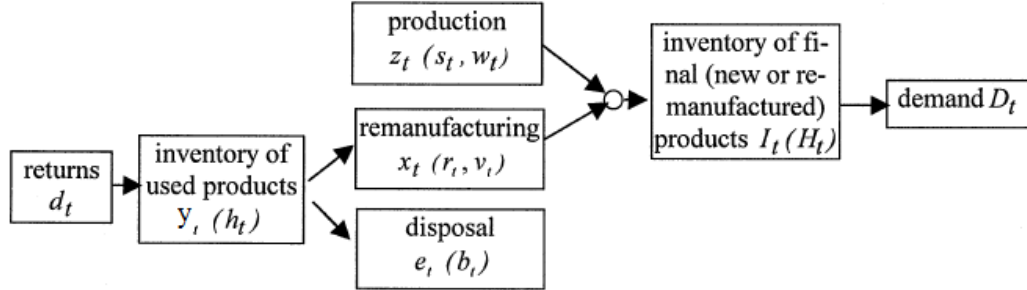 production
z_t (s_t, w_t)
inventory of fi-
nal (new or re-
manufactured)
products I_t (H_t)
demand D_t
remanufacturing
x_t (r_t, v_t)
returns
d_t
inventory of
used products
y_t (h_t)
disposal
e_t (b_t)